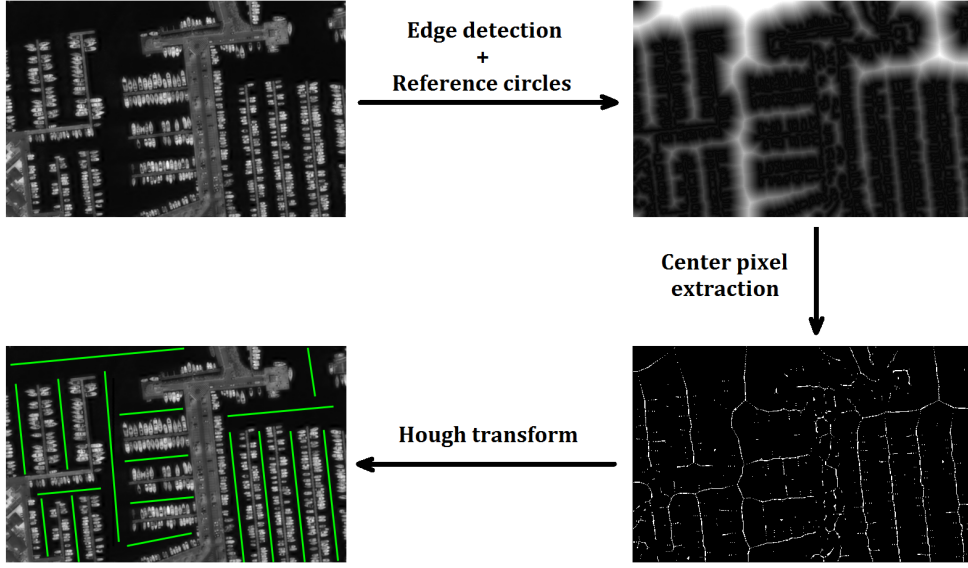 Edge detection
+
Reference circles
Center pixel
extraction
Hough transform